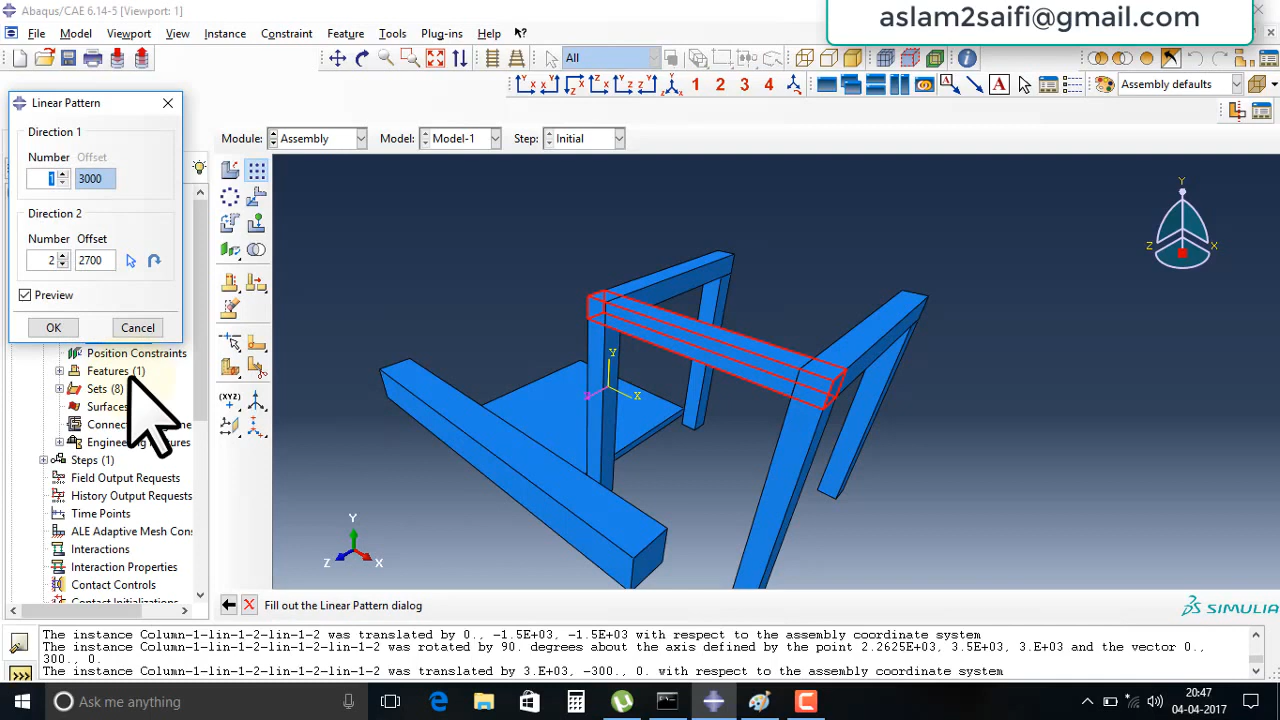 Abaqus/CAE 6.14-5 [Viewport: 1]
aslam2saifi@gmail.com
File Model Viewport View Instance Constraint Feature Tools Plug-ins Help
All
1 2 3 A Assembly defaults
Linear Pattern
Direction 1
Number Offset
1 3000
Direction 2
Number Offset
2 2700
Preview
OK Cancel
Module: Assembly Model: Model-1 Step: Initial
Position Constraints
Features (1)
Sets (8)
Surfaces
Steps (1)
Field Output Requests
History Output Requests
Time Points
ALE Adaptive Mesh Con
Interactions
Interaction Properties
Contact Controls
Contact Initializations
(XYZ)
Y
Z X
Y
X
Y
Z X
Fill out the Linear Pattern dialog
SIMULIA
The instance Column-1-lin-1-2-lin-1-2 was translated by 0., -1.5E+03, -1.5E+03 with respect to the assembly coordinate system
The instance Column-1-lin-1-2-lin-1-2 was rotated by 90. degrees about the axis defined by the point 2.2625E+03, 3.5E+03, 3.E+03 and the vector 0.,
300., 0.
The instance Column-1-lin-1-2-lin-1-2 was translated by 3.E+03, -300., 0. with respect to the assembly coordinate system
>>>
Ask me anything
20:47
04-04-2017